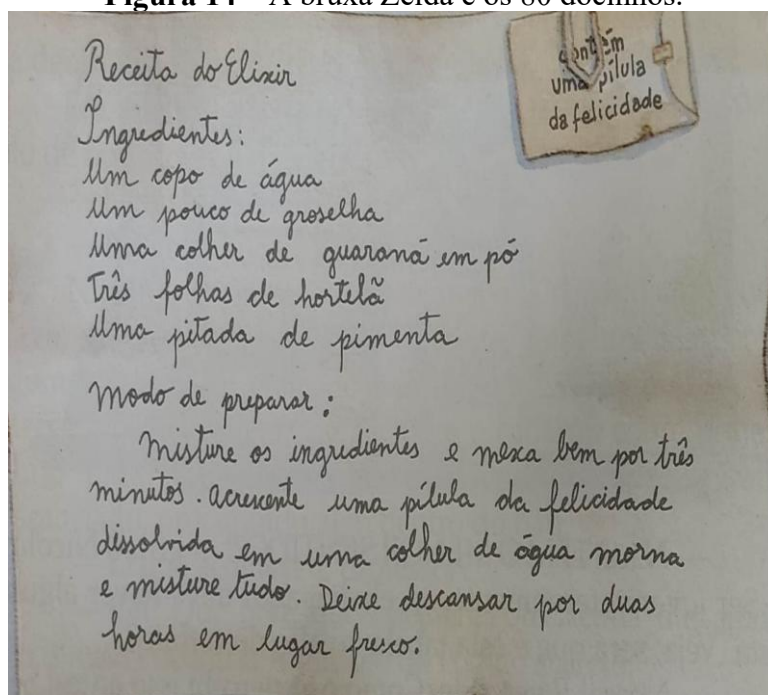 Figura 14 – A bruxa Zelda e os 80 docinhos.
contém
uma pílula
da felicidade
Receita do Elixir
Ingredientes:
Um copo de água
Um pouco de groselha
Uma colher de guaraná em pó
Três folhas de hortelã
Uma pitada de pimenta
Modo de preparar:
Misture os ingredientes e mexa bem por três
minutos. Acrescente uma pílula da felicidade
dissolvida em uma colher de água morna
e misture tudo. Deixe descansar por duas
horas em lugar fresco.